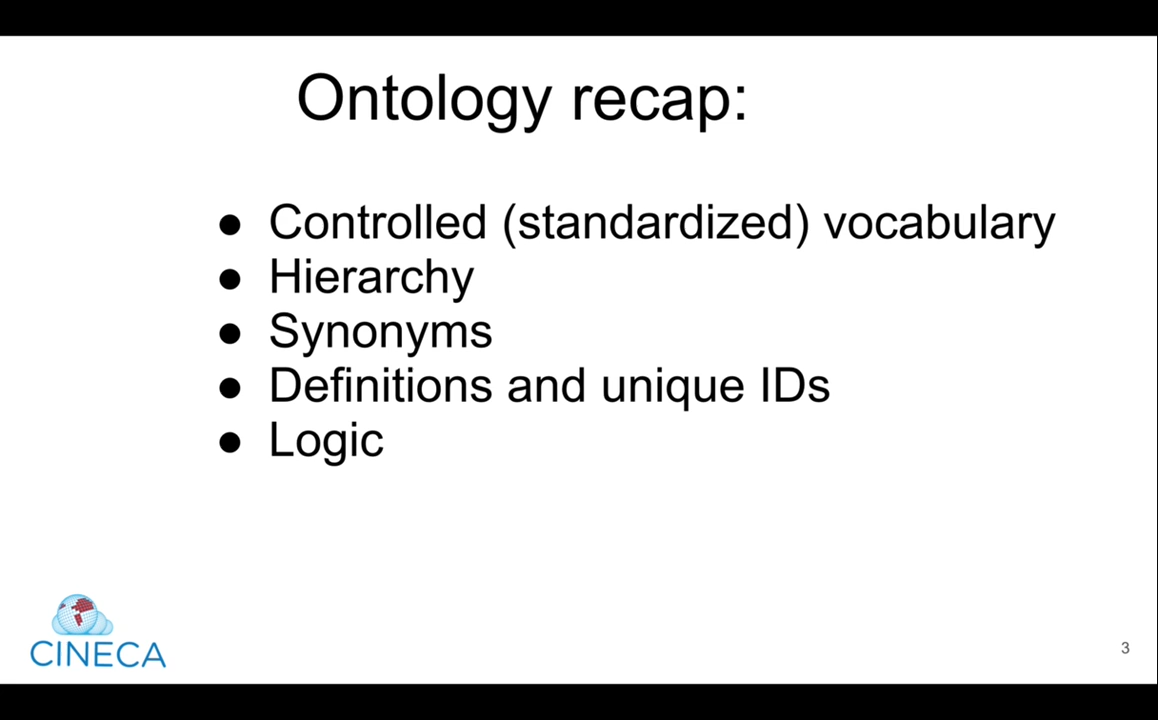 Ontology recap:
● Controlled (standardized) vocabulary
● Hierarchy
● Synonyms
● Definitions and unique IDs
● Logic
CINECA
3